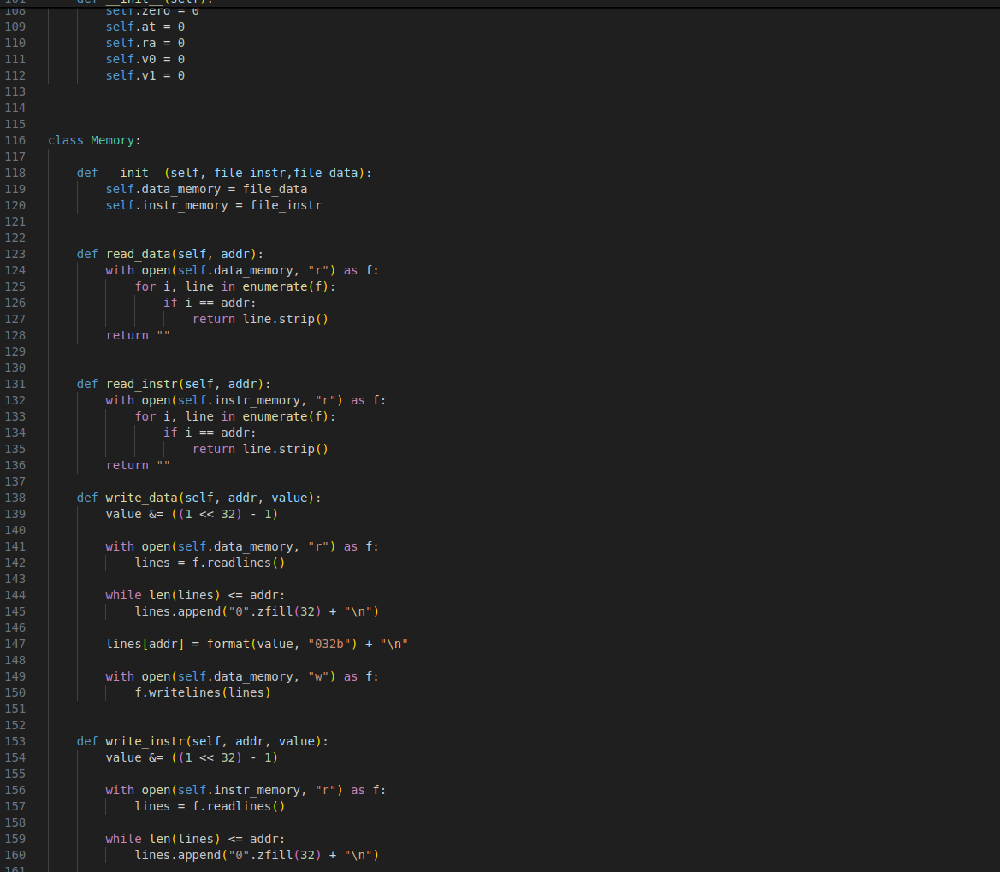 101 def __init__(self):
108 self.zero = 0
109 self.at = 0
110 self.ra = 0
111 self.v0 = 0
112 self.v1 = 0
113
114
115
116 class Memory:
117
118 def __init__(self, file_instr,file_data):
119 self.data_memory = file_data
120 self.instr_memory = file_instr
121
122
123 def read_data(self, addr):
124 with open(self.data_memory, "r") as f:
125 for i, line in enumerate(f):
126 if i == addr:
127 return line.strip()
128 return ""
129
130
131 def read_instr(self, addr):
132 with open(self.instr_memory, "r") as f:
133 for i, line in enumerate(f):
134 if i == addr:
135 return line.strip()
136 return ""
137
138 def write_data(self, addr, value):
139 value &= ((1 << 32) - 1)
140
141 with open(self.data_memory, "r") as f:
142 lines = f.readlines()
143
144 while len(lines) <= addr:
145 lines.append("0".zfill(32) + "\n")
146
147 lines[addr] = format(value, "032b") + "\n"
148
149 with open(self.data_memory, "w") as f:
150 f.writelines(lines)
151
152
153 def write_instr(self, addr, value):
154 value &= ((1 << 32) - 1)
155
156 with open(self.instr_memory, "r") as f:
157 lines = f.readlines()
158
159 while len(lines) <= addr:
160 lines.append("0".zfill(32) + "\n")
161